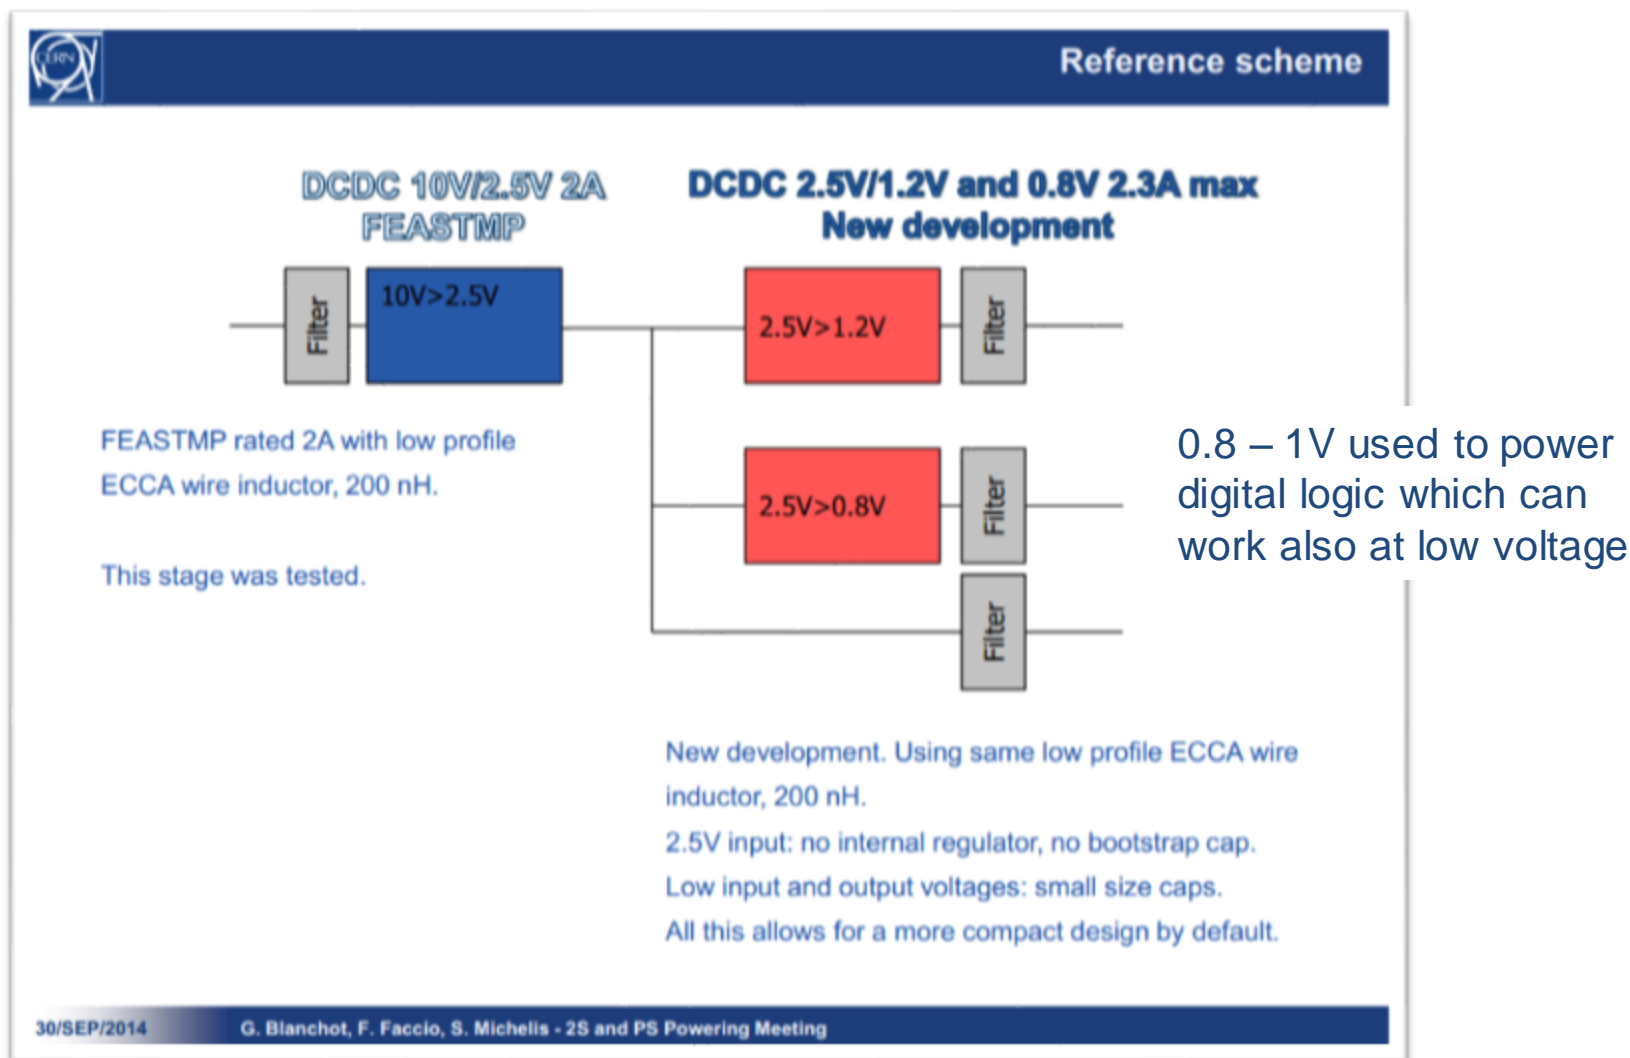 CERN
Reference scheme
DCDC 10V/2.5V 2A
FEASTMP
DCDC 2.5V/1.2V and 0.8V 2.3A max
New development
Filter
10V>2.5V
2.5V>1.2V
Filter
FEASTMP rated 2A with low profile
ECCA wire inductor, 200 nH.
This stage was tested.
2.5V>0.8V
Filter
Filter
0.8 – 1V used to power
digital logic which can
work also at low voltage
New development. Using same low profile ECCA wire
inductor, 200 nH.
2.5V input: no internal regulator, no bootstrap cap.
Low input and output voltages: small size caps.
All this allows for a more compact design by default.
30/SEP/2014
G. Blanchot, F. Faccio, S. Michelis - 2S and PS Powering Meeting